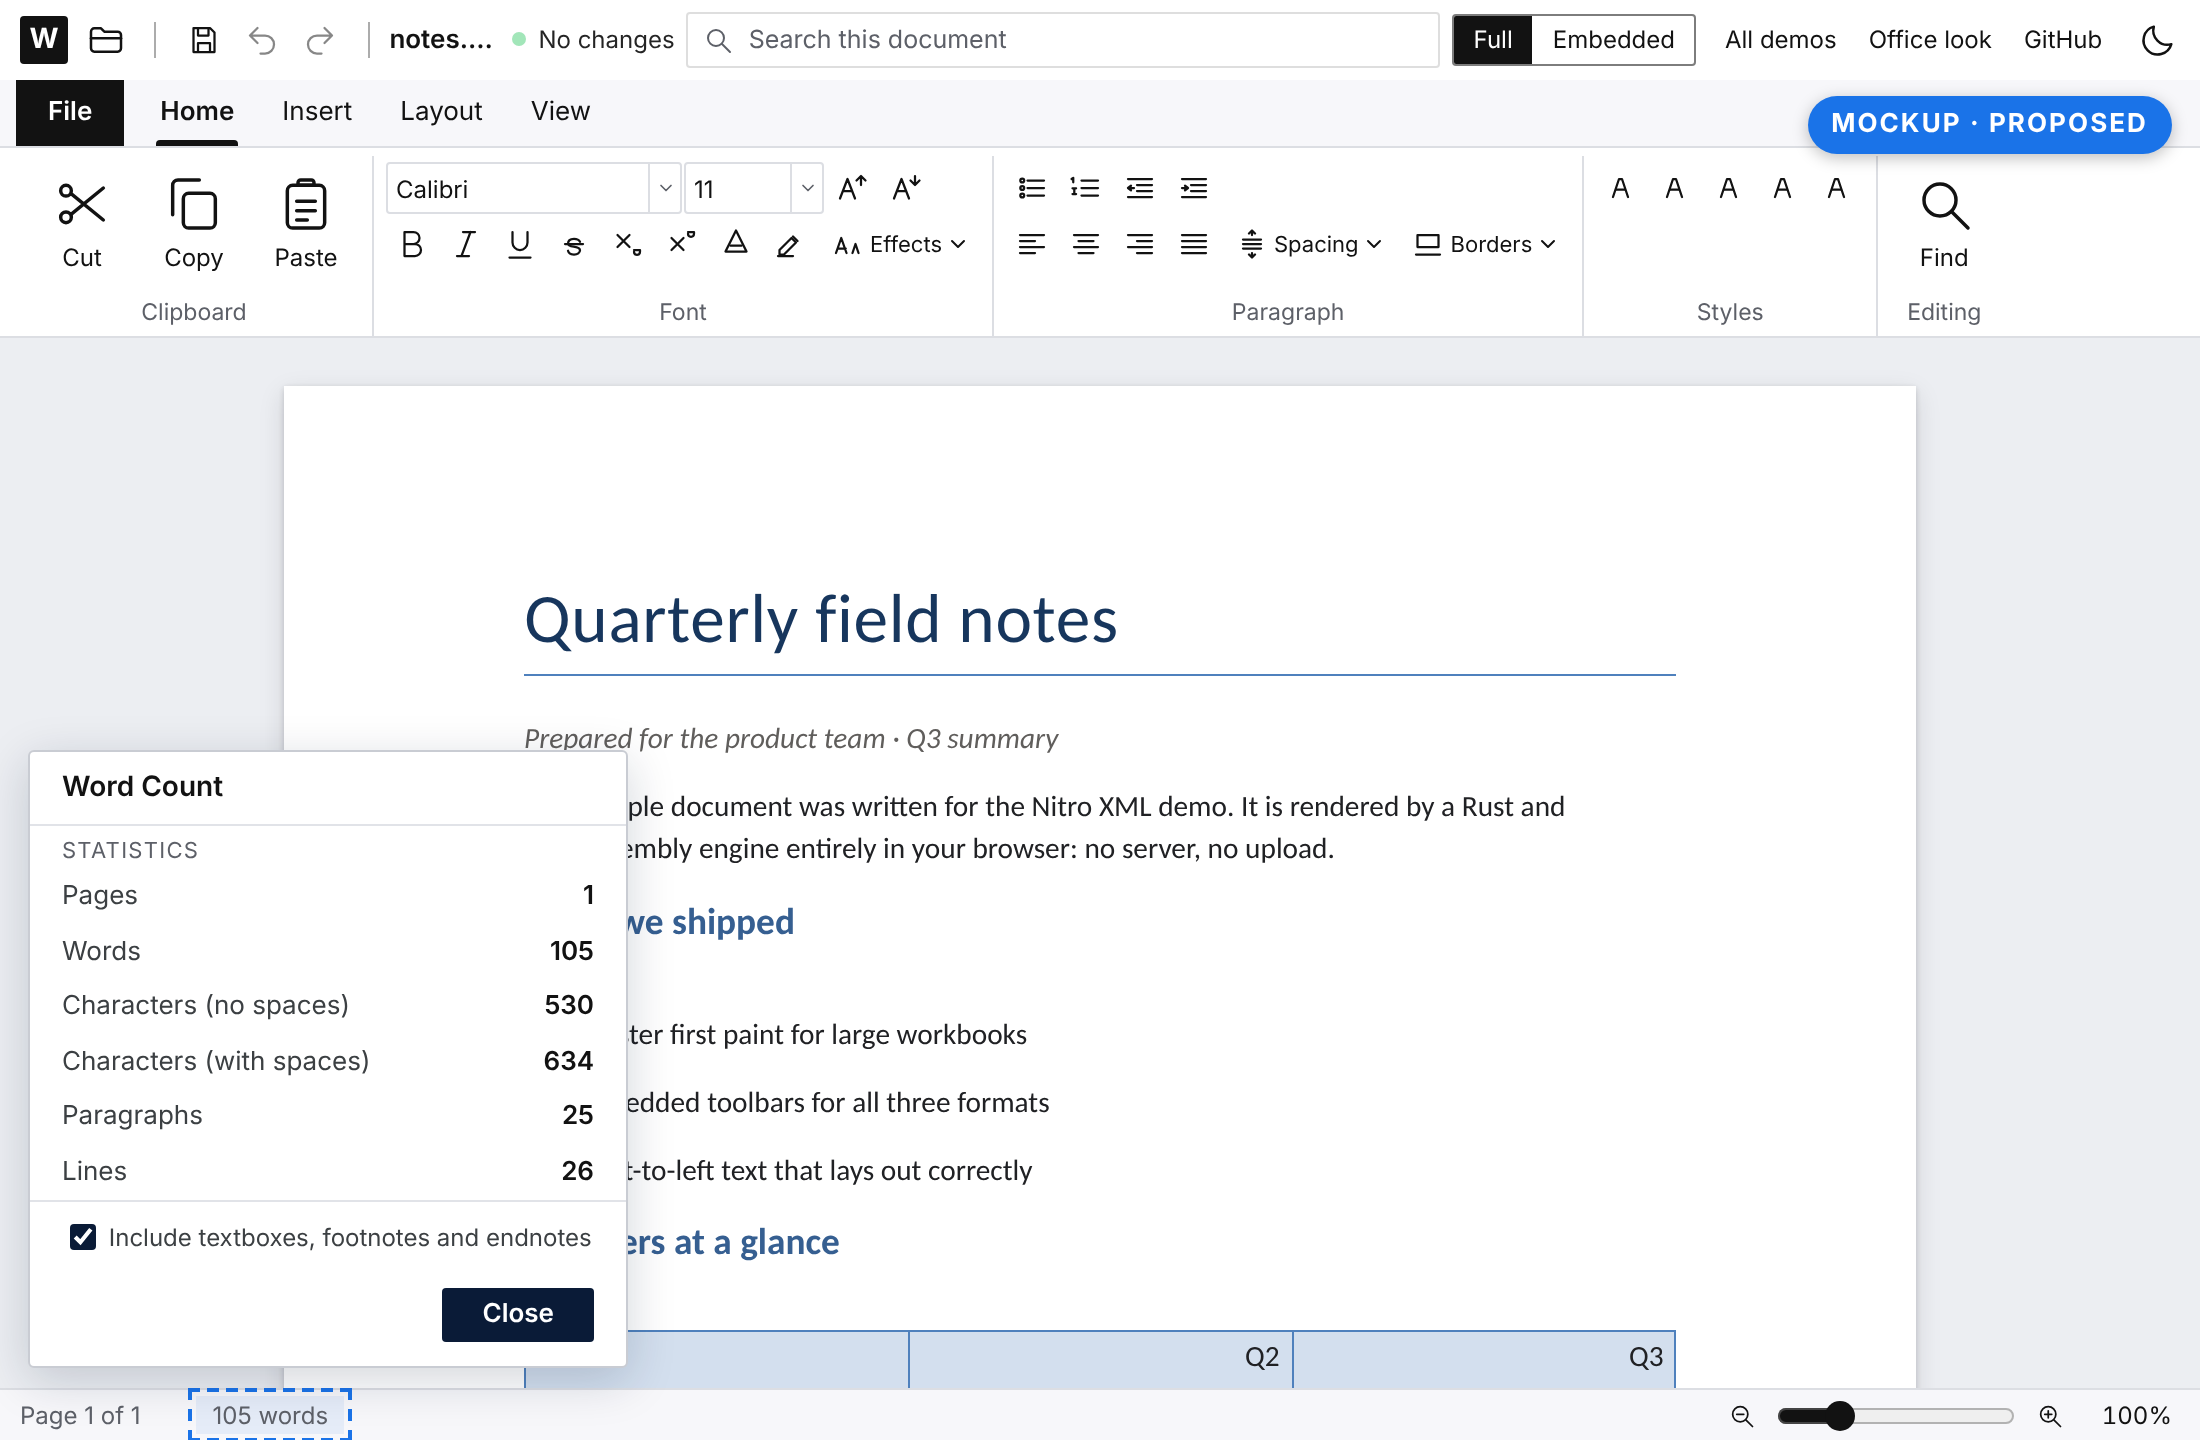 W notes.... No changes Search this document Full Embedded All demos Office look GitHub
File Home Insert Layout View
MOCKUP · PROPOSED
Calibri 11
Cut Copy Paste
Effects Spacing Borders
Find
Clipboard Font Paragraph Styles Editing
Quarterly field notes
Prepared for the product team · Q3 summary
document was written for the Nitro XML demo. It is rendered by a Rust and
engine entirely in your browser: no server, no upload.
we shipped
first paint for large workbooks
toolbars for all three formats
-to-left text that lays out correctly
at a glance
Q2 Q3
Word Count
STATISTICS
Pages 1
Words 105
Characters (no spaces) 530
Characters (with spaces) 634
Paragraphs 25
Lines 26
Include textboxes, footnotes and endnotes
Close
Page 1 of 1 105 words 100%